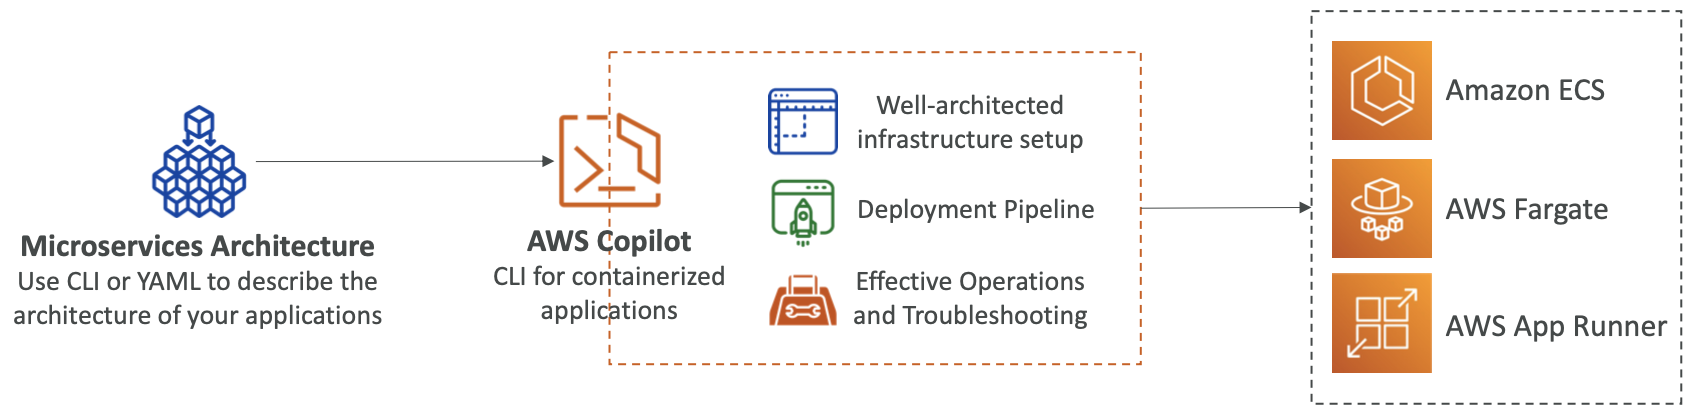 Microservices Architecture
Use CLI or YAML to describe the
architecture of your applications
AWS Copilot
CLI for containerized
applications
Well-architected
infrastructure setup
Deployment Pipeline
Effective Operations
and Troubleshooting
Amazon ECS
AWS Fargate
AWS App Runner